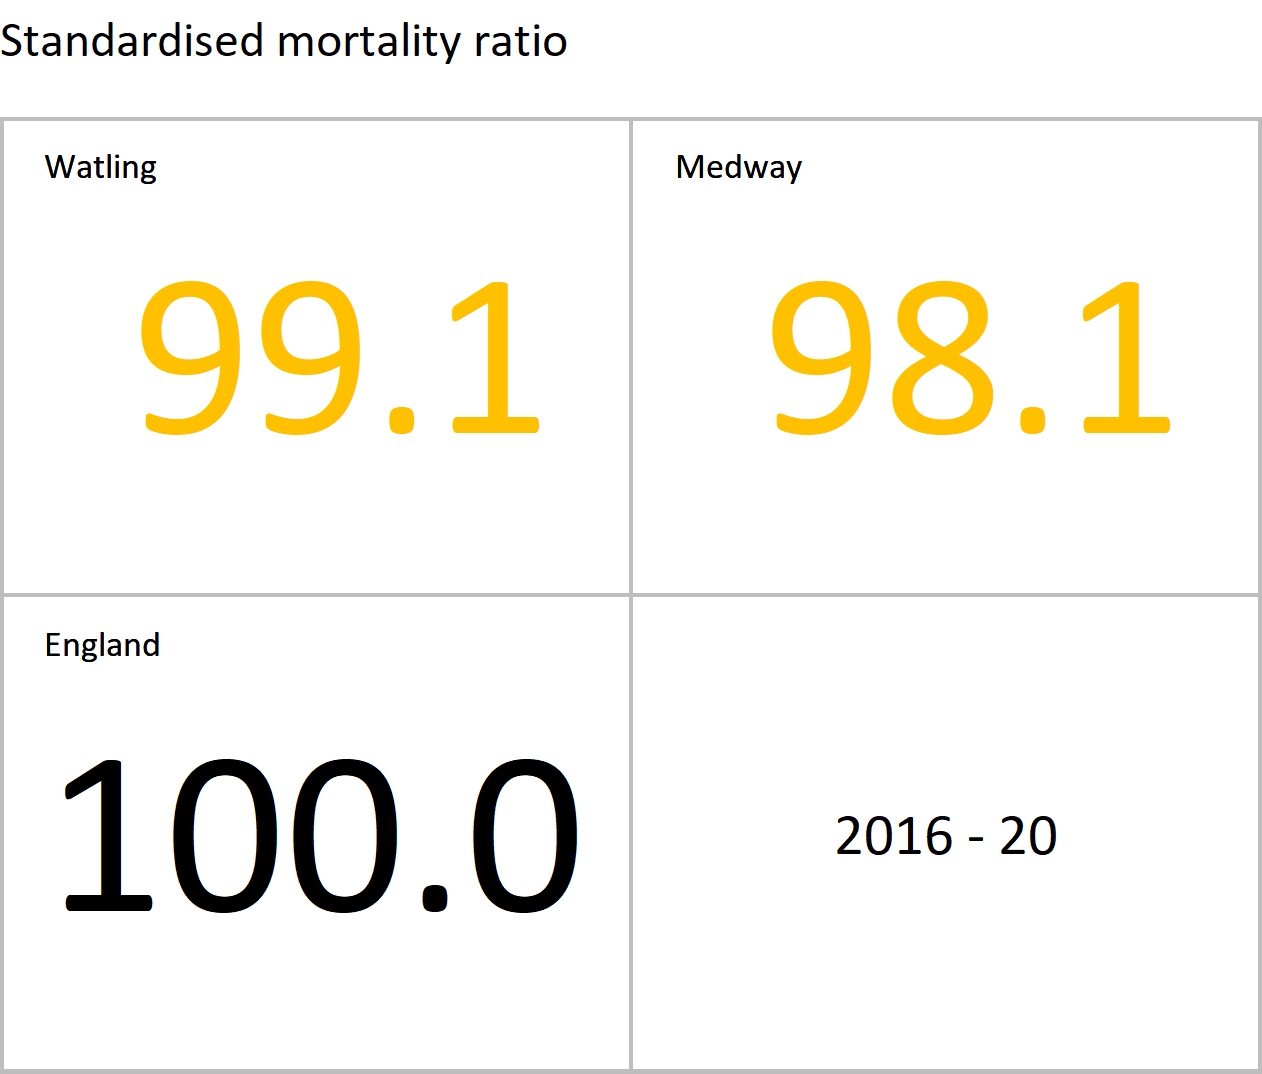 Standardised mortality ratio
Watling
Medway
99.1
98.1
England
100.0
2016 - 20